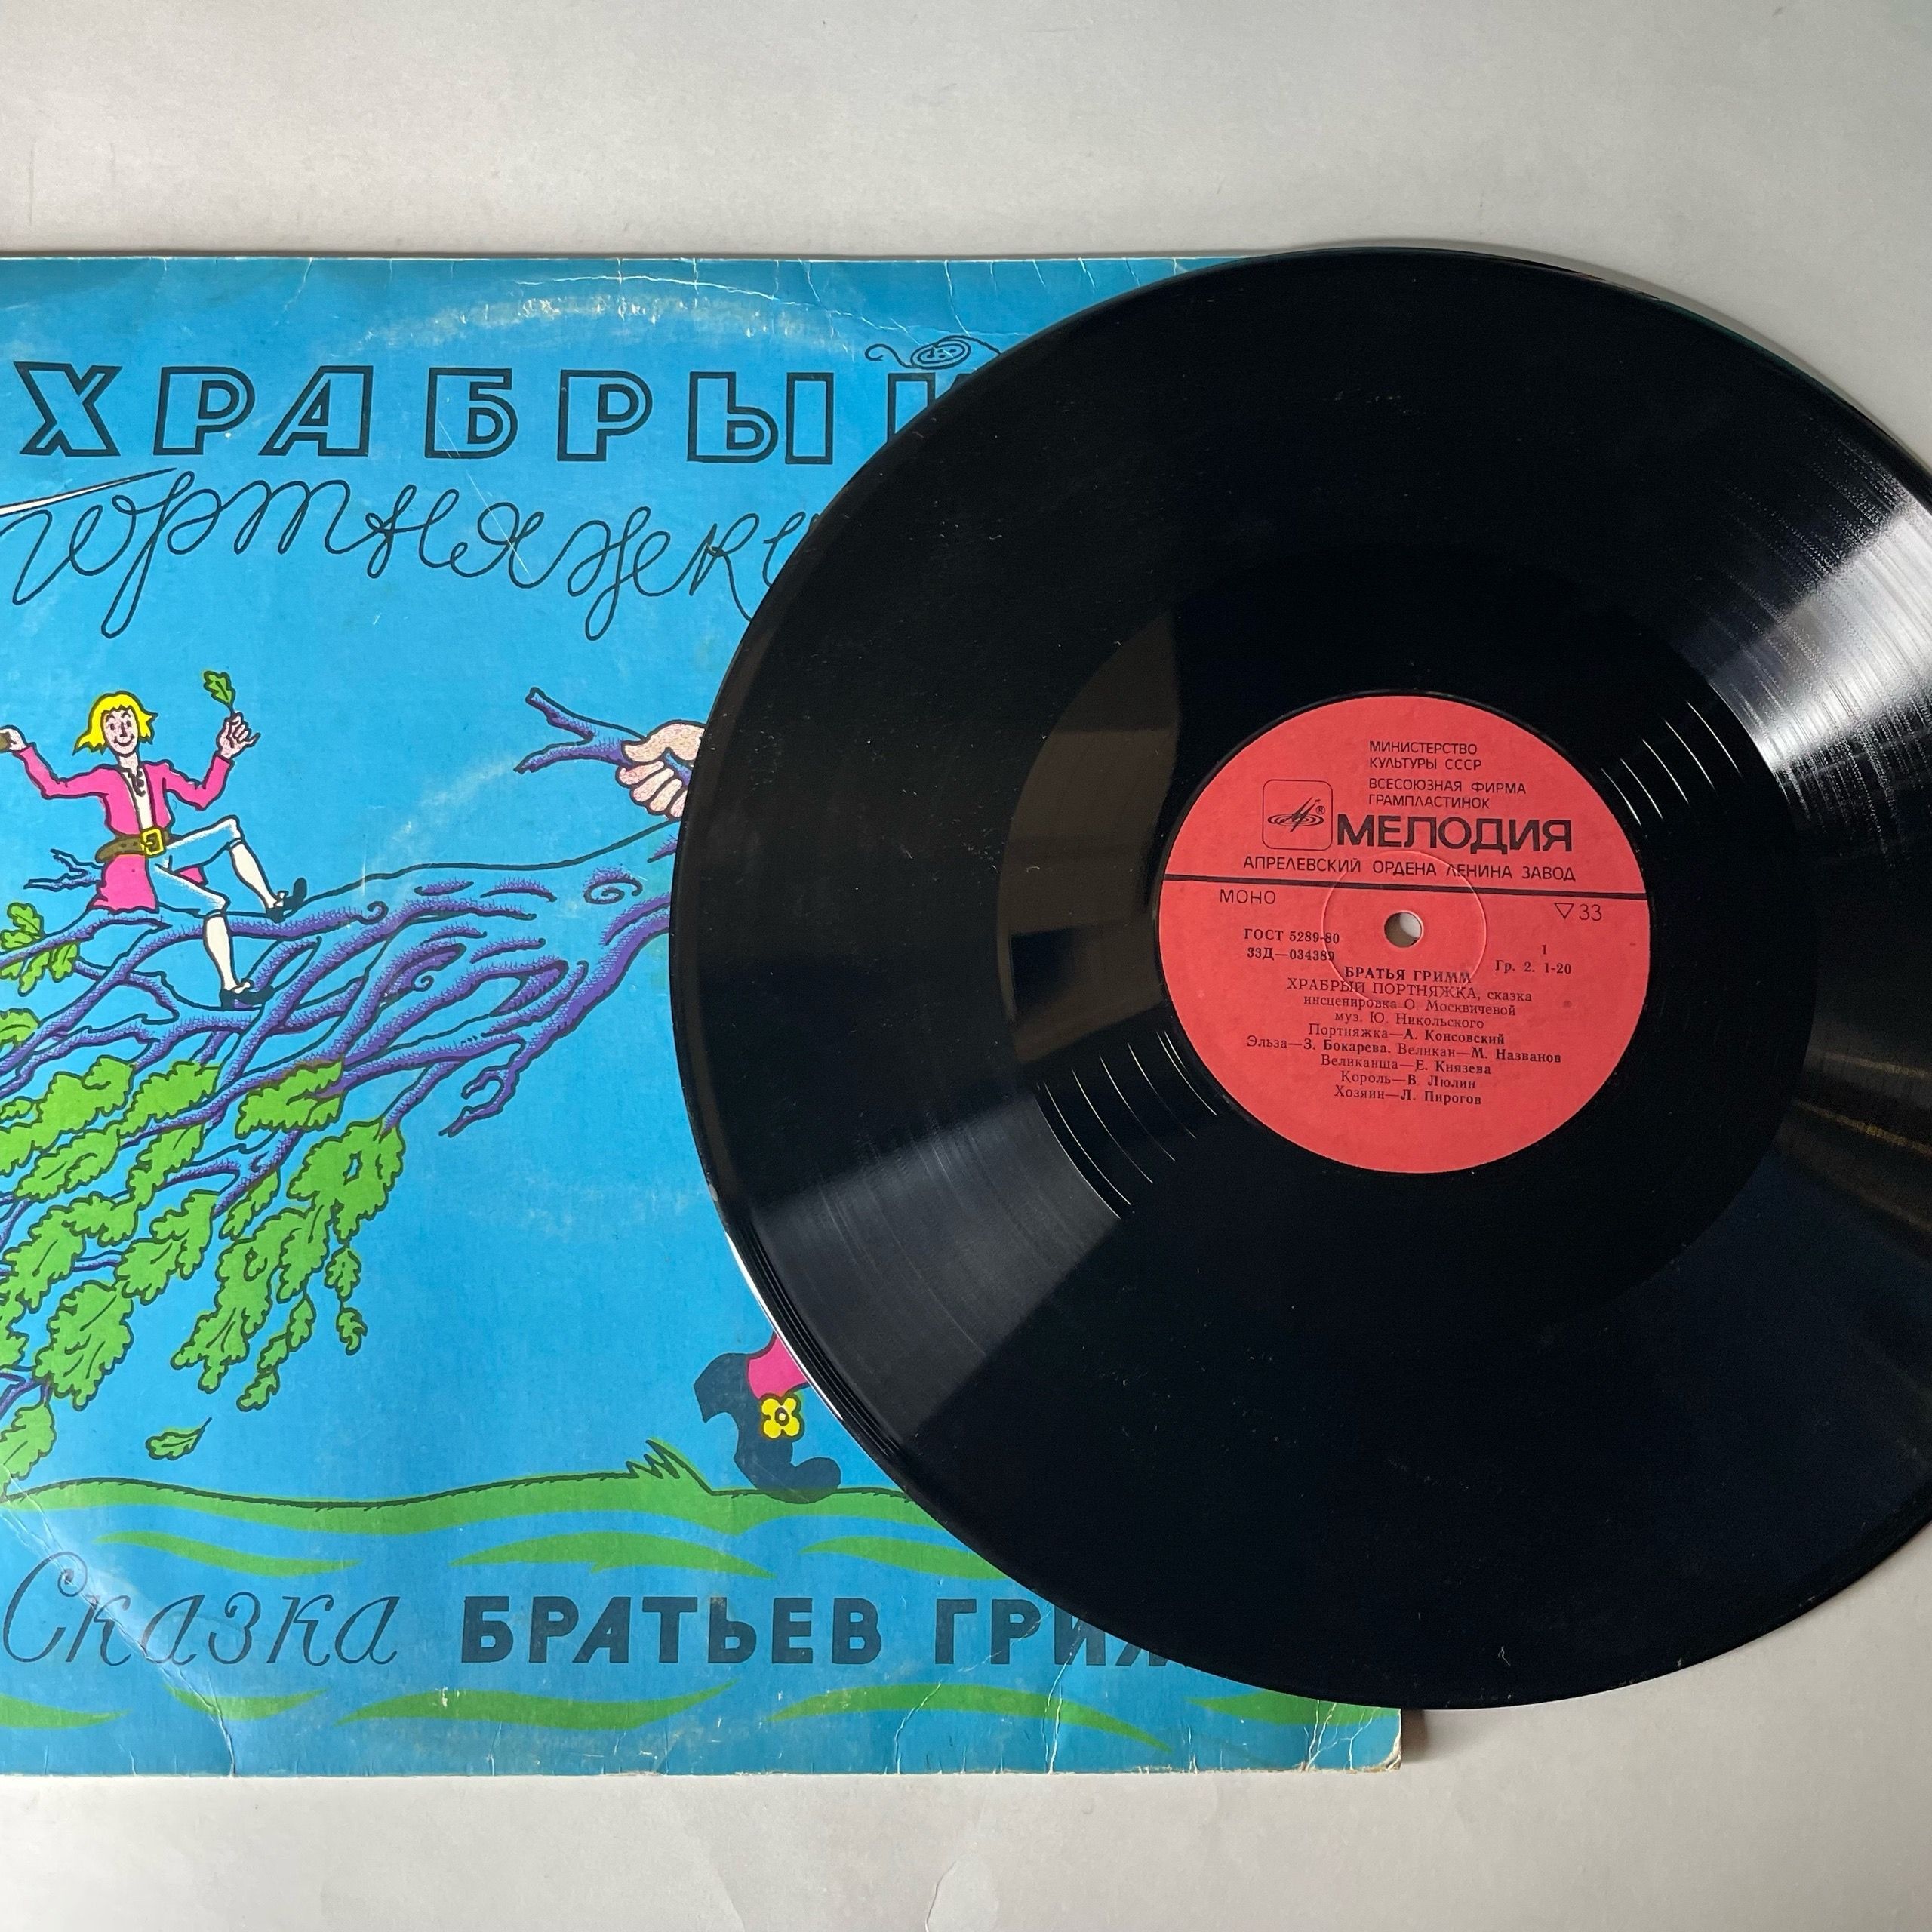 ХРАБРЫЙ
Портняжка
Сказка БРАТЬЕВ ГРИММ
МИНИСТЕРСТВО
КУЛЬТУРЫ СССР
ВСЕСОЮЗНАЯ ФИРМА
ГРАМПЛАСТИНОК
МЕЛОДИЯ
АПРЕЛЕВСКИЙ ОРДЕНА ЛЕНИНА ЗАВОД
МОНО ▽33
ГОСТ 5289-80
33Д—034389
1
Гр. 2. 1-20
БРАТЬЯ ГРИММ
ХРАБРЫЙ ПОРТНЯЖКА, сказка
инсценировка О. Москвичевой
муз. Ю. Никольского
Портняжка—А. Консовский
Эльза—З. Бокарева. Великан—М. Названов
Великанша—Е. Князева
Король—В. Люлин
Хозяин—Л. Пирогов